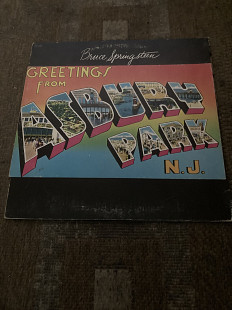 Bruce Springsteen
GREETINGS
FROM
ASBURY
PARK
N.J.